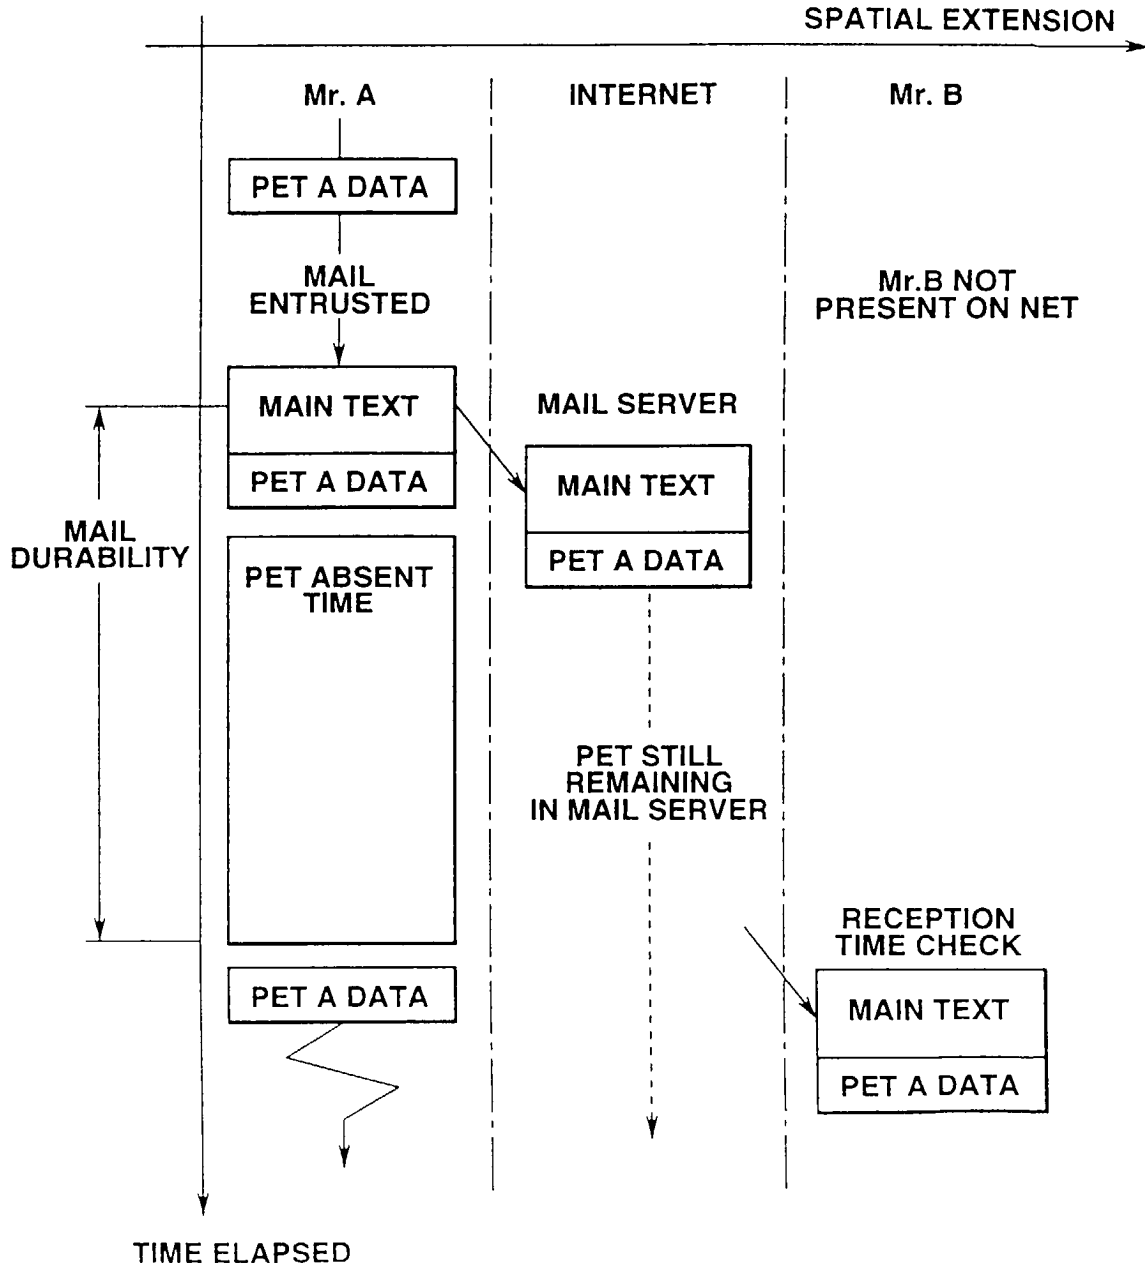 SPATIAL EXTENSION
Mr. A
INTERNET
Mr. B
PET A DATA
MAIL
ENTRUSTED
Mr.B NOT
PRESENT ON NET
MAIN TEXT
PET A DATA
MAIL SERVER
MAIN TEXT
PET A DATA
MAIL
DURABILITY
PET ABSENT
TIME
PET STILL
REMAINING
IN MAIL SERVER
RECEPTION
TIME CHECK
MAIN TEXT
PET A DATA
PET A DATA
TIME ELAPSED